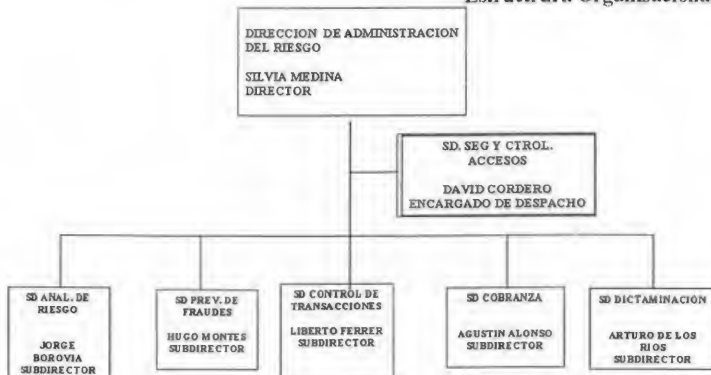 Estructura Organizacional
DIRECCION DE ADMINISTRACION
DEL RIESGO
SILVIA MEDINA
DIRECTOR
SD. SEG Y CTROL.
ACCESOS
DAVID CORDERO
ENCARGADO DE DESPACHO
SD ANAL. DE
RIESGO
JORGE
BOROVIA
SUBDIRECTOR
SD PREV. DE
FRAUDES
HUGO MONTES
SUBDIRECTOR
SD CONTROL DE
TRANSACCIONES
LIBERTO FERRER
SUBDIRECTOR
SD COBRANZA
AGUSTIN ALONSO
SUBDIRECTOR
SD DICTAMINACIÓN
ARTURO DE LOS
RIOS
SUBDIRECTOR